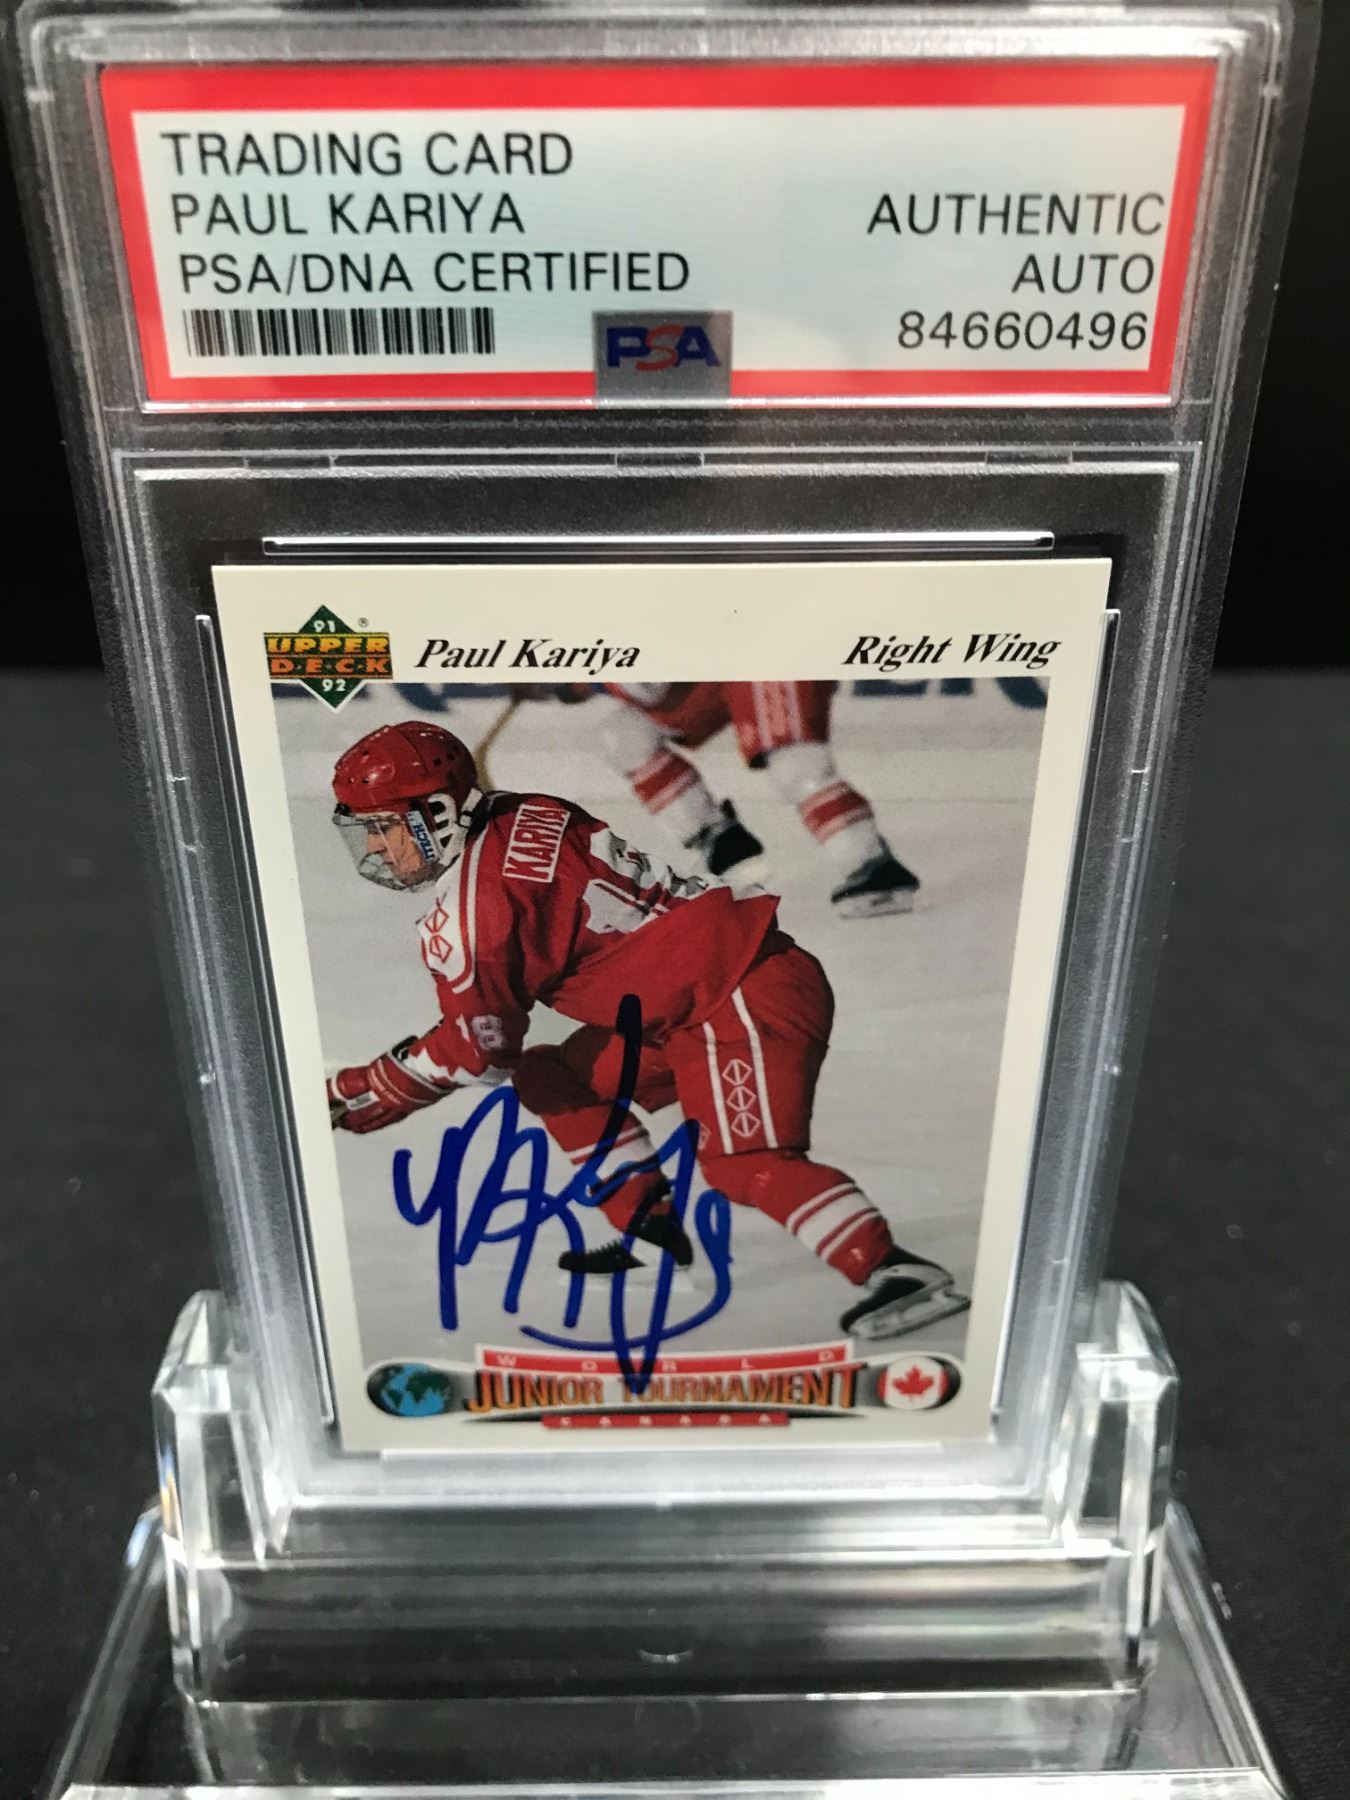 TRADING CARD
PAUL KARIYA
PSA/DNA CERTIFIED
AUTHENTIC
AUTO
84660496
PSA
91
UPPER
D·E·C·K
92
®
Paul Kariya
Right Wing
KARIYA
18
WORLD
JUNIOR TOURNAMENT
CANADA